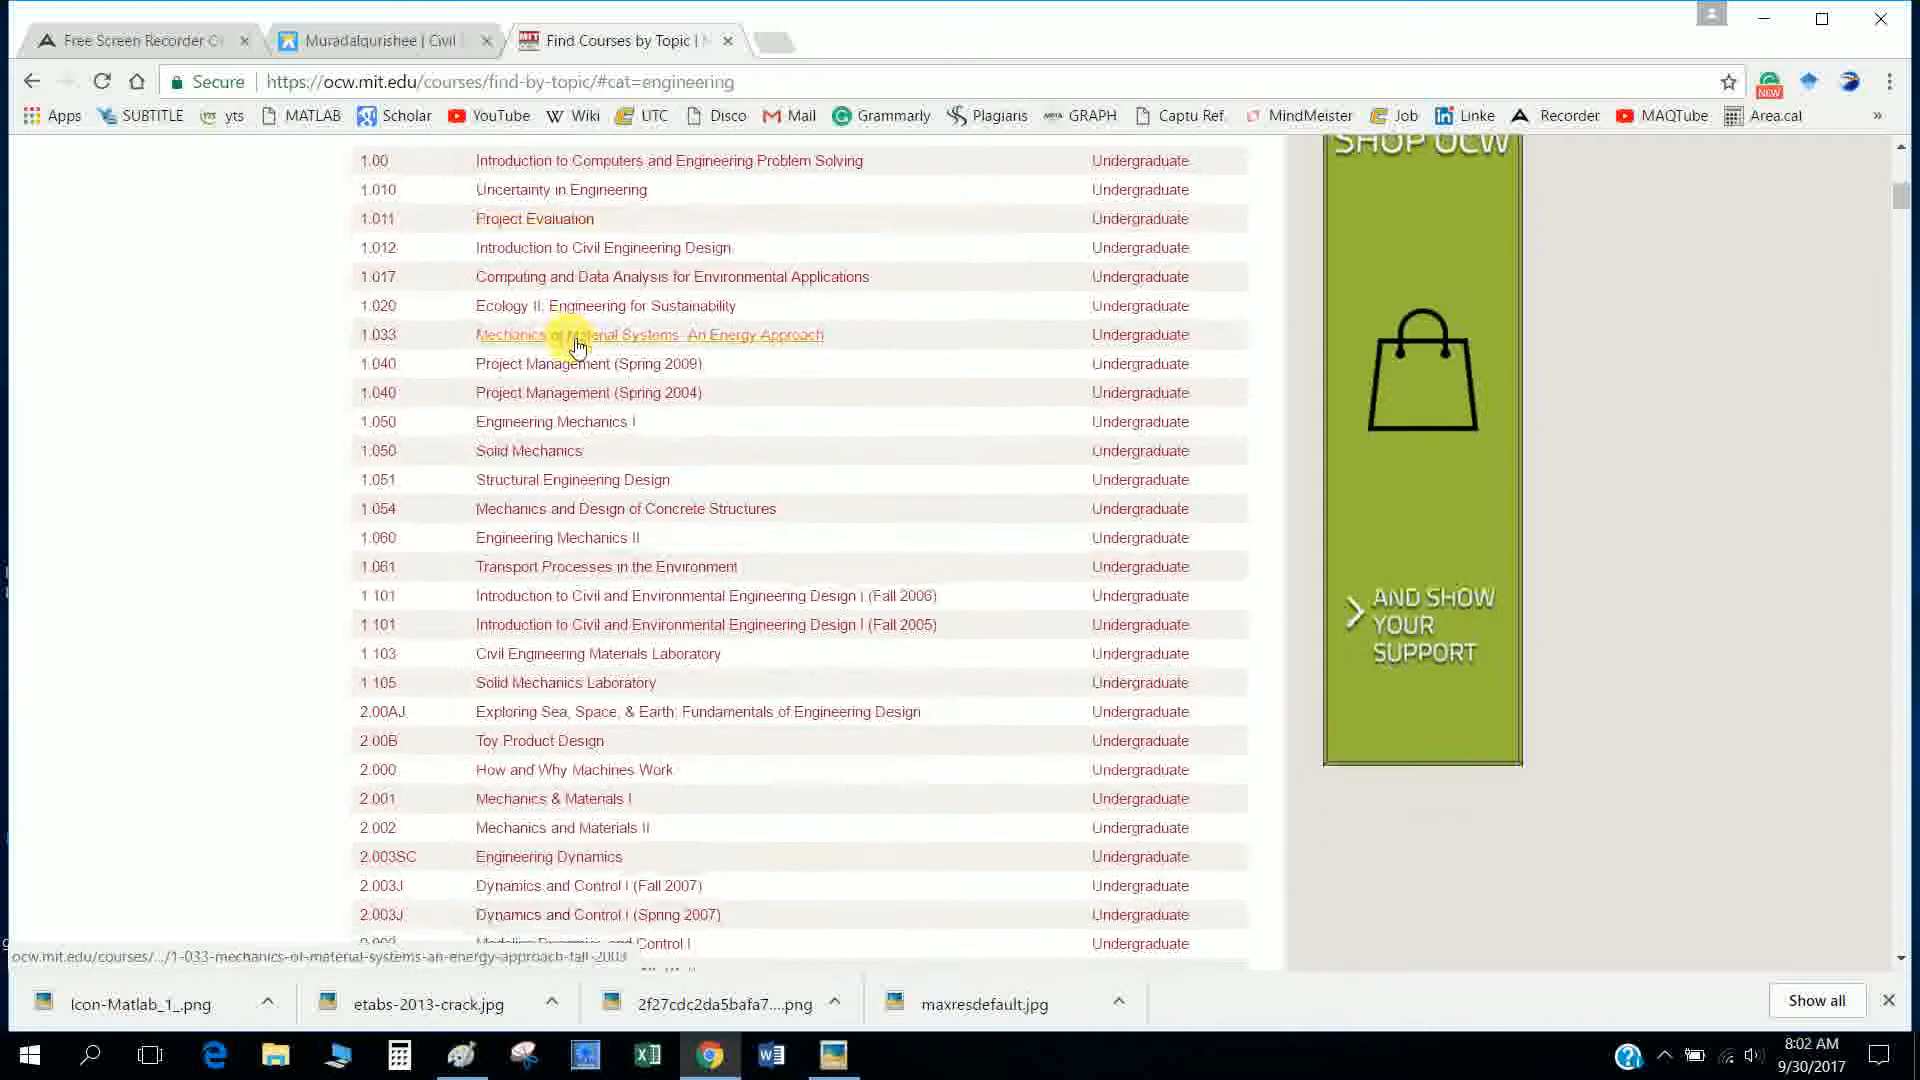 Free Screen Recorder O
Muradalqurishee | Civil
Find Courses by Topic |
Secure https://ocw.mit.edu/courses/find-by-topic/#cat=engineering
NEW
Apps SUBTITLE yts MATLAB Scholar YouTube Wiki UTC Disco Mail Grammarly Plagiaris GRAPH Captu Ref. MindMeister Job Linke Recorder MAQTube Area.cal »
SHOP OCW
1.00 Introduction to Computers and Engineering Problem Solving Undergraduate
1.010 Uncertainty in Engineering Undergraduate
1.011 Project Evaluation Undergraduate
1.012 Introduction to Civil Engineering Design Undergraduate
1.017 Computing and Data Analysis for Environmental Applications Undergraduate
1.020 Ecology II: Engineering for Sustainability Undergraduate
1.033 Mechanics of Material Systems: An Energy Approach Undergraduate
1.040 Project Management (Spring 2009) Undergraduate
1.040 Project Management (Spring 2004) Undergraduate
1.050 Engineering Mechanics I Undergraduate
1.050 Solid Mechanics Undergraduate
1.051 Structural Engineering Design Undergraduate
1.054 Mechanics and Design of Concrete Structures Undergraduate
1.060 Engineering Mechanics II Undergraduate
1.061 Transport Processes in the Environment Undergraduate
1.101 Introduction to Civil and Environmental Engineering Design I (Fall 2006) Undergraduate
1.101 Introduction to Civil and Environmental Engineering Design I (Fall 2005) Undergraduate
1.103 Civil Engineering Materials Laboratory Undergraduate
1.105 Solid Mechanics Laboratory Undergraduate
2.00AJ Exploring Sea, Space, & Earth: Fundamentals of Engineering Design Undergraduate
2.00B Toy Product Design Undergraduate
2.000 How and Why Machines Work Undergraduate
2.001 Mechanics & Materials I Undergraduate
2.002 Mechanics and Materials II Undergraduate
2.003SC Engineering Dynamics Undergraduate
2.003J Dynamics and Control I (Fall 2007) Undergraduate
2.003J Dynamics and Control I (Spring 2007) Undergraduate
Modeling Dynamics and Control I Undergraduate
AND SHOW
YOUR
SUPPORT
ocw.mit.edu/courses/.../1-033-mechanics-of-material-systems-an-energy-approach-fall-2003
Icon-Matlab_1_.png
etabs-2013-crack.jpg
2f27cdc2da5bafa7....png
maxresdefault.jpg
Show all
8:02 AM
9/30/2017